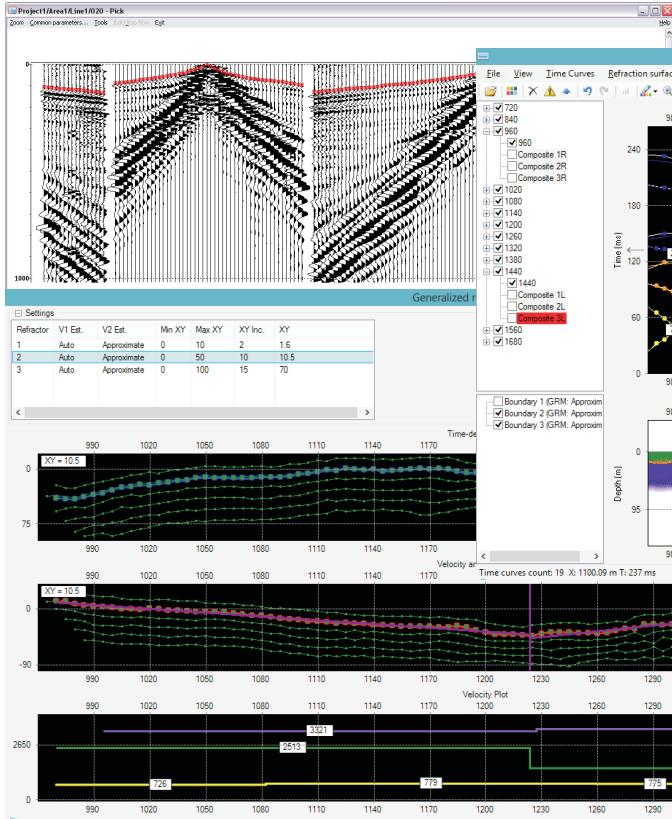 Project1/Area1/Line1/020 - Pick
Zoom Common parameters... Tools Edit/Stop flow Exit
Help
0
1000
File View Time Curves Refraction surfac
720
840
960
960
Composite 1R
Composite 2R
Composite 3R
1020
1080
1140
1200
1260
1320
1380
1440
1440
Composite 1L
Composite 2L
Composite 3L
1560
1680
Boundary 1 (GRM: Approxim
Boundary 2 (GRM: Approxim
Boundary 3 (GRM: Approxim
Time curves count: 19 X: 1100.09 m T: 237 ms
90
240
180
120
60
0
Time [ms]
90
90
0
95
Depth [m]
90
Generalized r
Settings
Refractor V1 Est. V2 Est. Min XY Max XY XY Inc. XY
1 Auto Approximate 0 10 2 1.6
2 Auto Approximate 0 50 10 10.5
3 Auto Approximate 0 100 15 70
Time-de
990 1020 1050 1080 1110 1140 1170
XY = 10.5
0
75
990 1020 1050 1080 1110 1140 1170
Velocity an
990 1020 1050 1080 1110 1140 1170 1200 1230 1260 1290
XY = 10.5
0
-90
990 1020 1050 1080 1110 1140 1170 1200 1230 1260 1290
Velocity Plot
3321
2650
2513
726 779 775
0
990 1020 1050 1080 1110 1140 1170 1200 1230 1260 1290